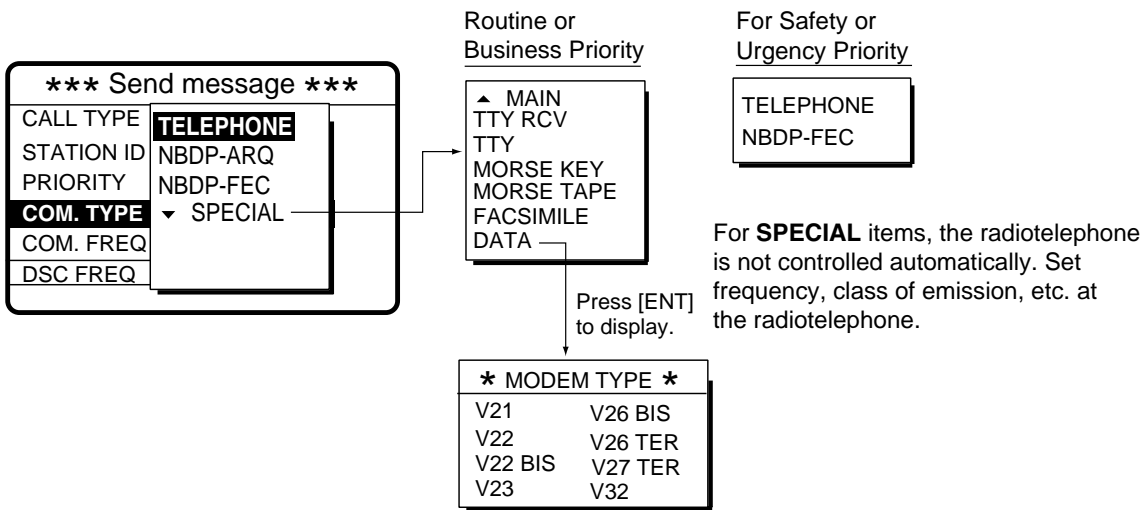 Routine or
Business Priority
For Safety or
Urgency Priority
*** Send message ***
CALL TYPE
STATION ID
PRIORITY
COM. TYPE
COM. FREQ
DSC FREQ
TELEPHONE
NBDP-ARQ
NBDP-FEC
▼ SPECIAL
▲ MAIN
TTY RCV
TTY
MORSE KEY
MORSE TAPE
FACSIMILE
DATA
TELEPHONE
NBDP-FEC
For SPECIAL items, the radiotelephone
is not controlled automatically. Set
frequency, class of emission, etc. at
the radiotelephone.
Press [ENT]
to display.
* MODEM TYPE *
V21
V22
V22 BIS
V23
V26 BIS
V26 TER
V27 TER
V32